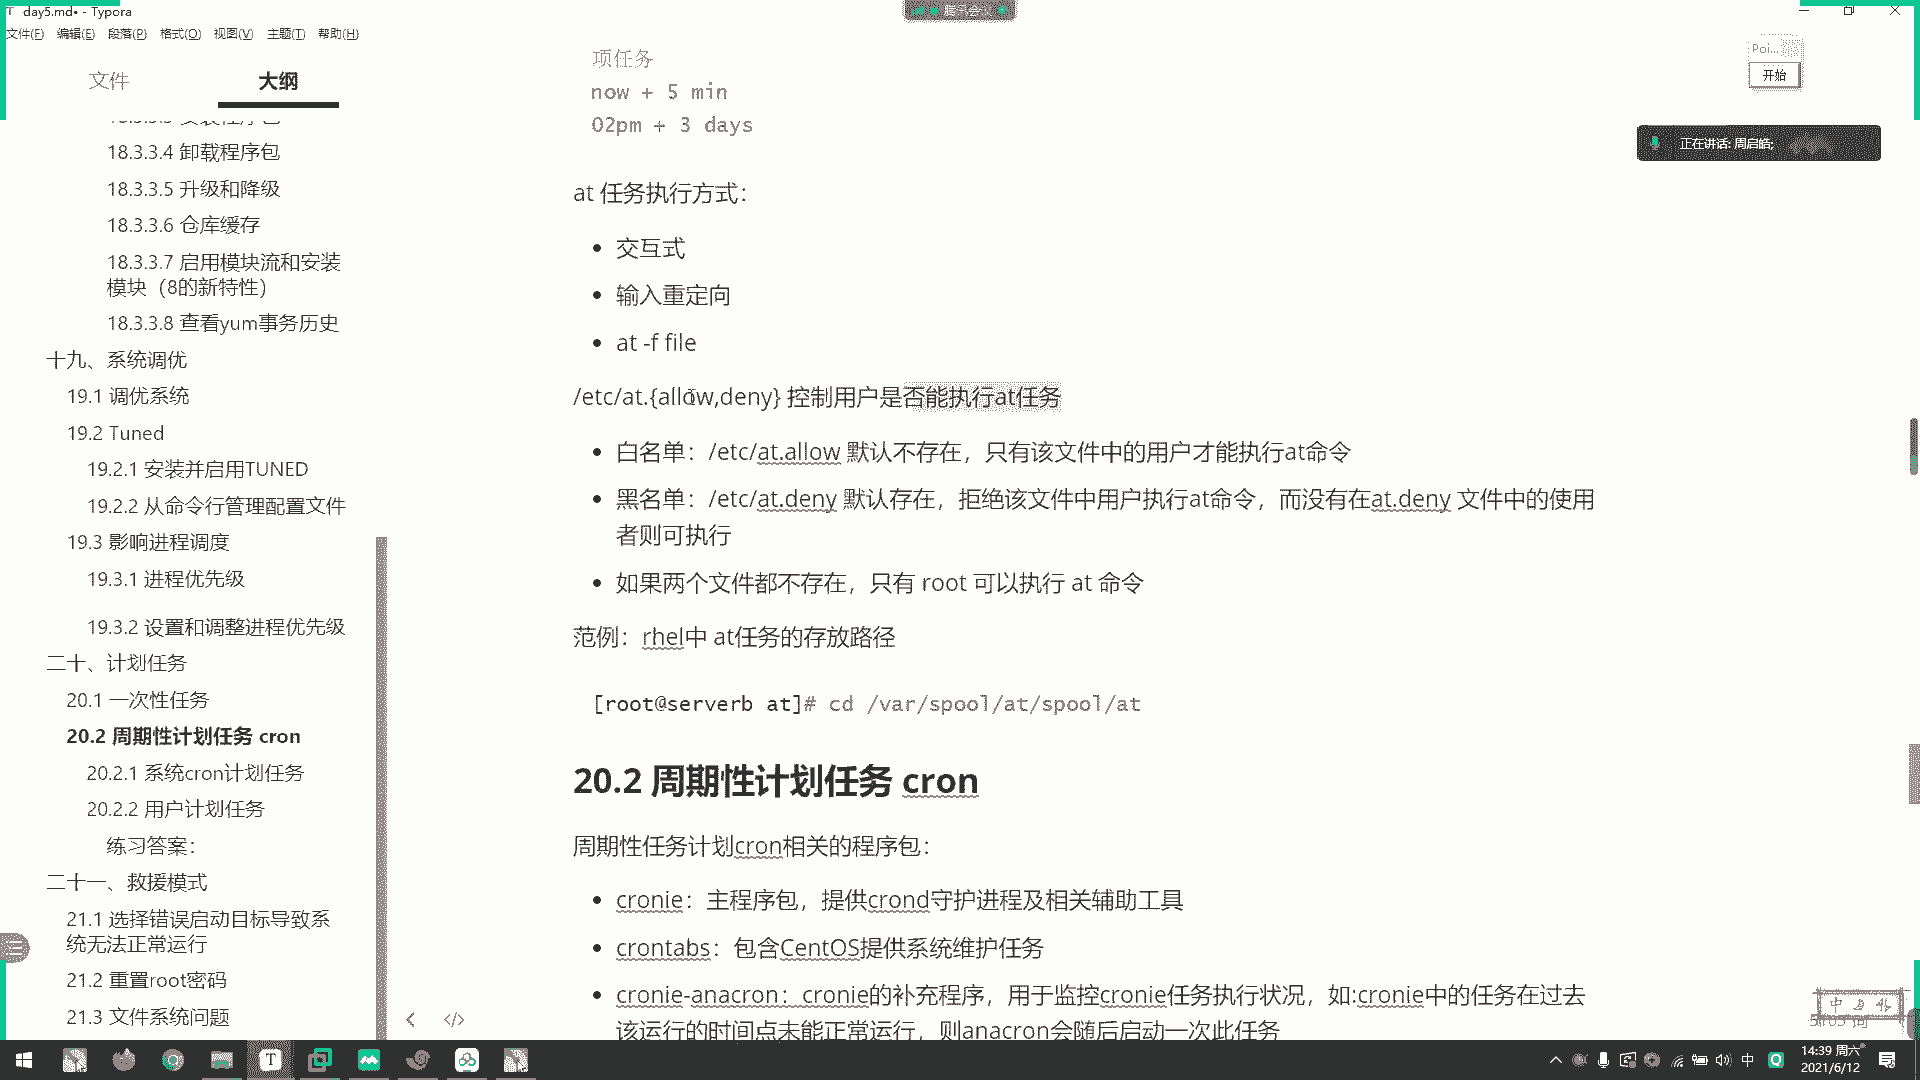 day5.md• - Typora
腾讯会议
文件(F) 编辑(E) 段落(P) 格式(O) 视图(V) 主题(T) 帮助(H)
文件 大纲
18.3.3.4 卸载程序包
18.3.3.5 升级和降级
18.3.3.6 仓库缓存
18.3.3.7 启用模块流和安装
模块（8的新特性）
18.3.3.8 查看yum事务历史
十九、系统调优
19.1 调优系统
19.2 Tuned
19.2.1 安装并启用TUNED
19.2.2 从命令行管理配置文件
19.3 影响进程调度
19.3.1 进程优先级
19.3.2 设置和调整进程优先级
二十、计划任务
20.1 一次性任务
20.2 周期性计划任务 cron
20.2.1 系统cron计划任务
20.2.2 用户计划任务
练习答案：
二十一、救援模式
21.1 选择错误启动目标导致系
统无法正常运行
21.2 重置root密码
21.3 文件系统问题
项任务
now + 5 min
02pm + 3 days
at 任务执行方式：
• 交互式
• 输入重定向
• at -f file
/etc/at.{allow,deny} 控制用户是否能执行at任务
• 白名单：/etc/at.allow 默认不存在，只有该文件中的用户才能执行at命令
• 黑名单：/etc/at.deny 默认存在，拒绝该文件中用户执行at命令，而没有在at.deny 文件中的使用
者则可执行
• 如果两个文件都不存在，只有 root 可以执行 at 命令
范例：rhel中 at任务的存放路径
[root@serverb at]# cd /var/spool/at/spool/at
20.2 周期性计划任务 cron
周期性任务计划cron相关的程序包：
• cronie：主程序包，提供crond守护进程及相关辅助工具
• crontabs：包含CentOS提供系统维护任务
• cronie-anacron：cronie的补充程序，用于监控cronie任务执行状况，如:cronie中的任务在过去
该运行的时间点未能正常运行，则anacron会随后启动一次此任务
Poi...
开始
正在讲话: 周启皓;
中
14:39 周六
2021/6/12